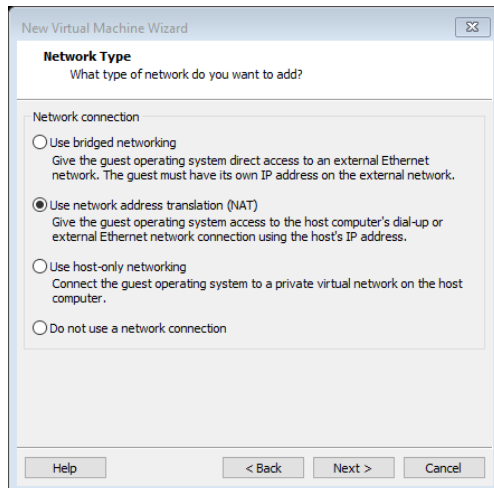 New Virtual Machine Wizard
Network Type
What type of network do you want to add?
Network connection
Use bridged networking
Give the guest operating system direct access to an external Ethernet
network. The guest must have its own IP address on the external network.
Use network address translation (NAT)
Give the guest operating system access to the host computer's dial-up or
external Ethernet network connection using the host's IP address.
Use host-only networking
Connect the guest operating system to a private virtual network on the host
computer.
Do not use a network connection
Help
< Back
Next >
Cancel